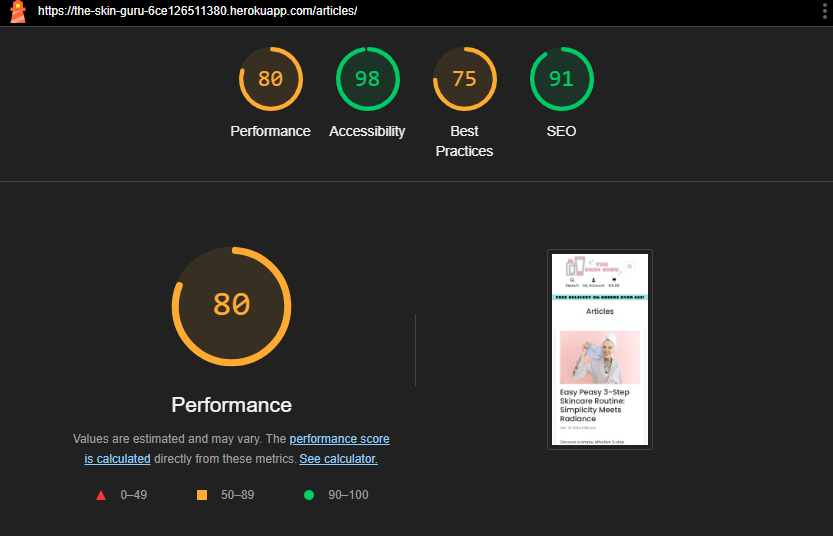 https://the-skin-guru-6ce126511380.herokuapp.com/articles/
80
98
75
91
Performance
Accessibility
Best
Practices
SEO
80
Performance
Values are estimated and may vary. The performance score
is calculated directly from these metrics. See calculator.
0–49
50–89
90–100
THE
SKIN GURU
Search
My Account
€0.00
FREE DELIVERY ON ORDERS OVER
Articles
Easy Peasy 3-Step
Skincare Routine:
Simplicity Meets
Radiance
Discover a simple, effective 3-step